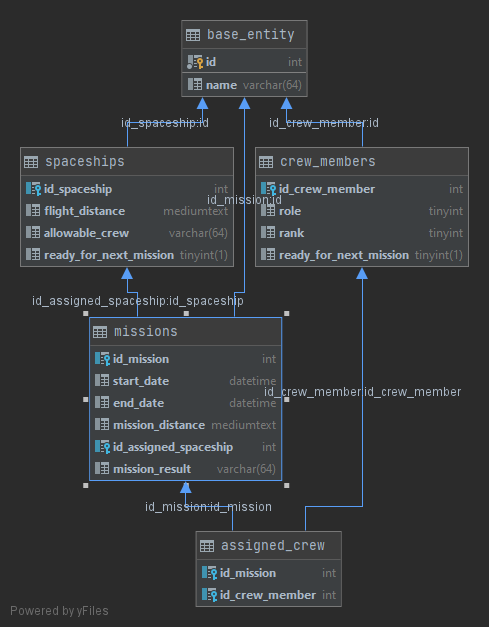 base_entity
id int
name varchar(64)
id_spaceship:id
id_crew_member:id
spaceships
id_spaceship int
flight_distance mediumtext
allowable_crew varchar(64)
ready_for_next_mission tinyint(1)
crew_members
id_crew_member int
role tinyint
rank tinyint
ready_for_next_mission tinyint(1)
id_mission:id
id_assigned_spaceship:id_spaceship
missions
id_mission int
start_date datetime
end_date datetime
mission_distance mediumtext
id_assigned_spaceship int
mission_result varchar(64)
id_crew_member:id_crew_member
id_mission:id_mission
assigned_crew
id_mission int
id_crew_member int
Powered by yFiles